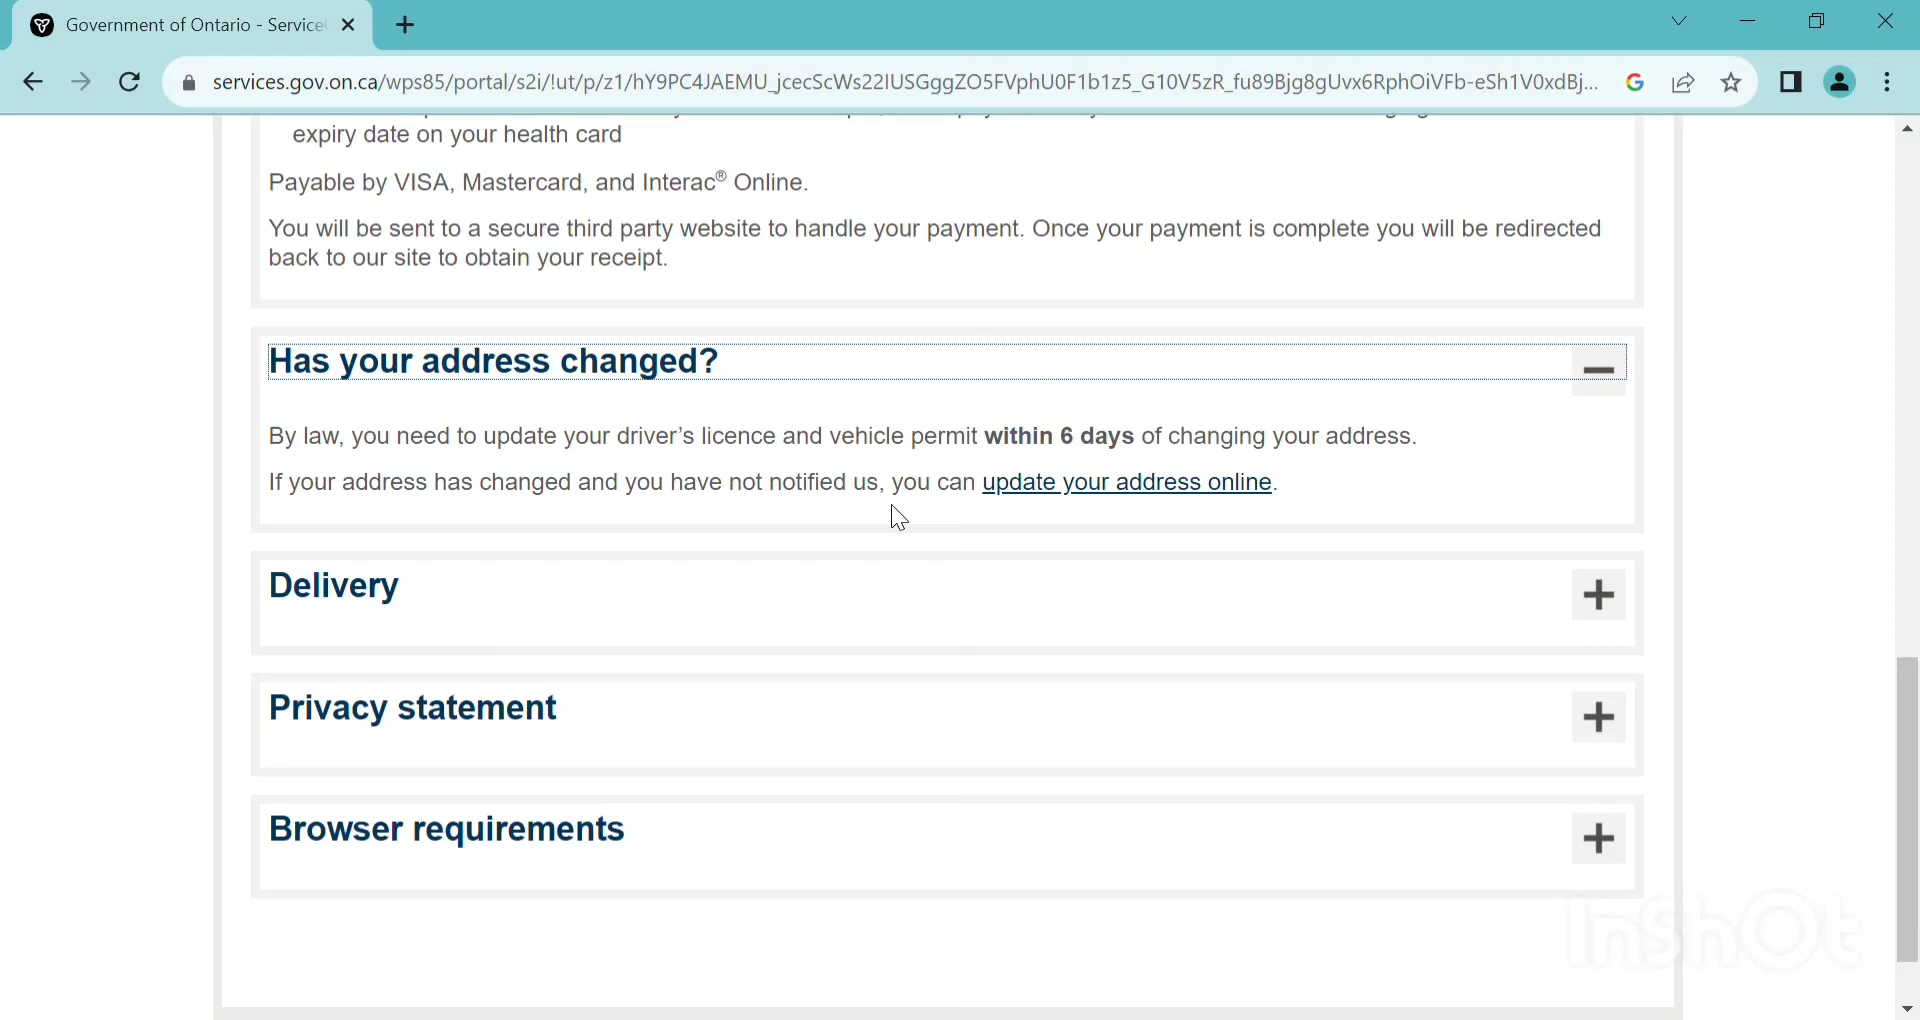 Government of Ontario - Service
services.gov.on.ca/wps85/portal/s2i/!ut/p/z1/hY9PC4JAEMU_jcecScWs22IUSGggZO5FVphU0F1b1z5_G10V5zR_fu89Bjg8gUvx6RphOiVFb-eSh1V0xdBj...
expiry date on your health card
Payable by VISA, Mastercard, and Interac® Online.
You will be sent to a secure third party website to handle your payment. Once your payment is complete you will be redirected
back to our site to obtain your receipt.
Has your address changed?
By law, you need to update your driver’s licence and vehicle permit within 6 days of changing your address.
If your address has changed and you have not notified us, you can update your address online.
Delivery
Privacy statement
Browser requirements
InShOt